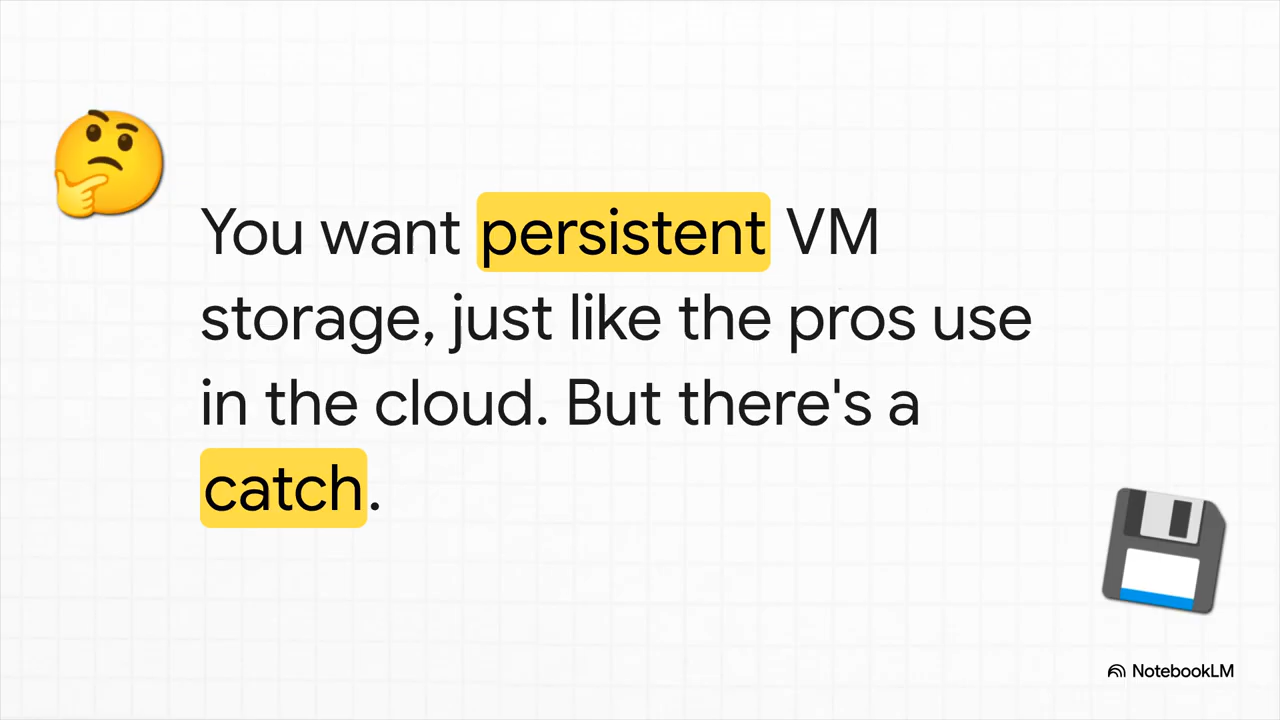 You want persistent VM
storage, just like the pros use
in the cloud. But there's a
catch.
NotebookLM